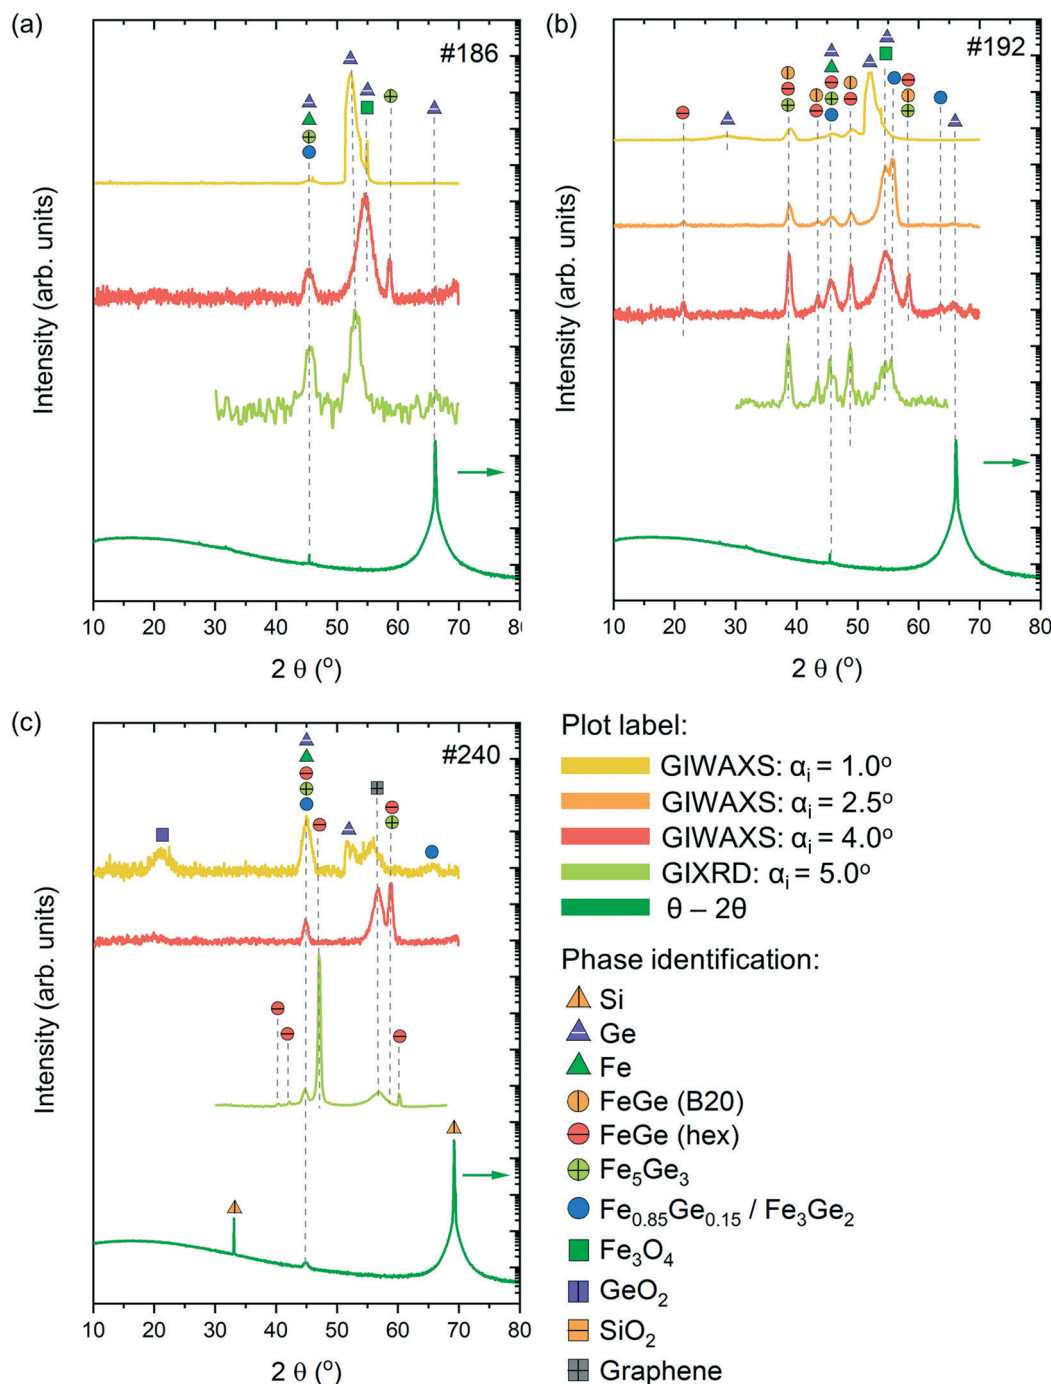 (a)
#186
Intensity (arb. units)
10 20 30 40 50 60 70 80
2 θ (°)
(b)
#192
Intensity (arb. units)
10 20 30 40 50 60 70 80
2 θ (°)
(c)
#240
Intensity (arb. units)
10 20 30 40 50 60 70 80
2 θ (°)
Plot label:
GIWAXS: αᵢ = 1.0°
GIWAXS: αᵢ = 2.5°
GIWAXS: αᵢ = 4.0°
GIXRD: αᵢ = 5.0°
θ – 2θ
Phase identification:
Si
Ge
Fe
FeGe (B20)
FeGe (hex)
Fe₅Ge₃
Fe₀.₈₅Ge₀.₁₅ / Fe₃Ge₂
Fe₃O₄
GeO₂
SiO₂
Graphene